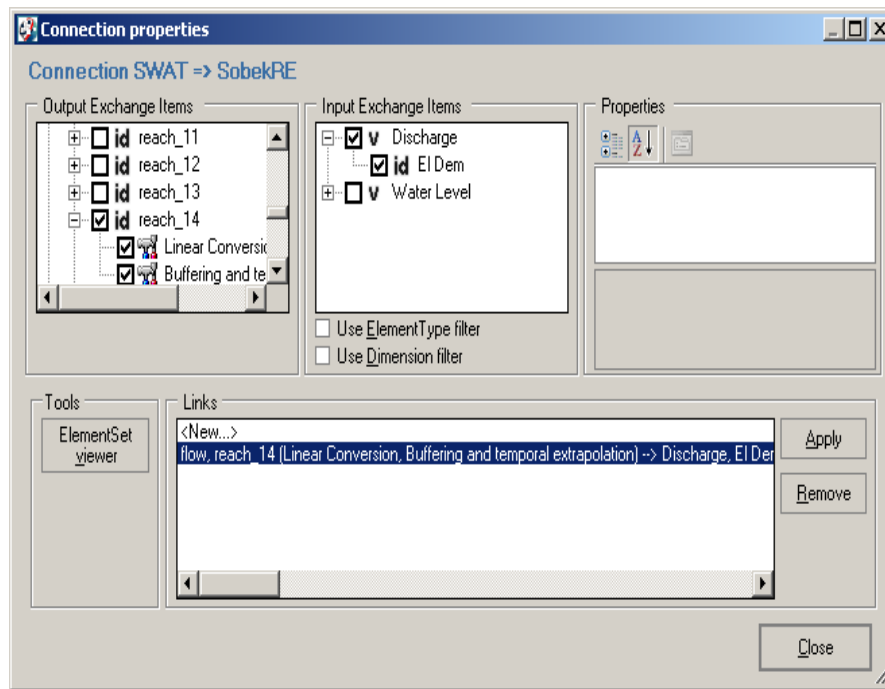 Connection properties
Connection SWAT => SobekRE
Output Exchange Items
id reach_11
id reach_12
id reach_13
id reach_14
Linear Conversic
Buffering and te
Input Exchange Items
v Discharge
id El Dem
v Water Level
Use ElementType filter
Use Dimension filter
Properties
A
Z
Tools
ElementSet
viewer
Links
<New...>
flow, reach_14 (Linear Conversion, Buffering and temporal extrapolation) --> Discharge, El Der
Apply
Remove
Close